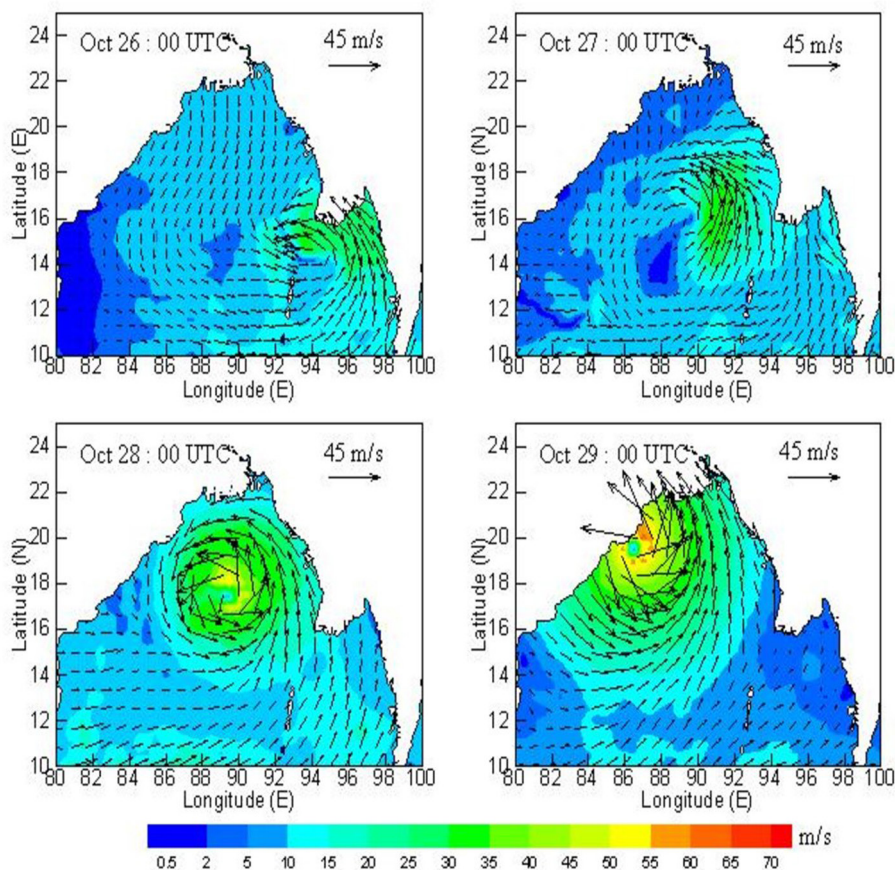 Oct 26 : 00 UTC 45 m/s
24
22
20
18
16
14
12
10
Latitude (E)
80 82 84 86 88 90 92 94 96 98 100
Longitude (E)
Oct 27 : 00 UTC 45 m/s
24
22
20
18
16
14
12
10
Latitude (N)
80 82 84 86 88 90 92 94 96 98 100
Longitude (E)
Oct 28 : 00 UTC 45 m/s
24
22
20
18
16
14
12
10
Latitude (N)
80 82 84 86 88 90 92 94 96 98 100
Longitude (E)
Oct 29 : 00 UTC 45 m/s
24
22
20
18
16
14
12
10
Latitude (N)
80 82 84 86 88 90 92 94 96 98 100
Longitude (E)
m/s
0.5 2 5 10 15 20 25 30 35 40 45 50 55 60 65 70